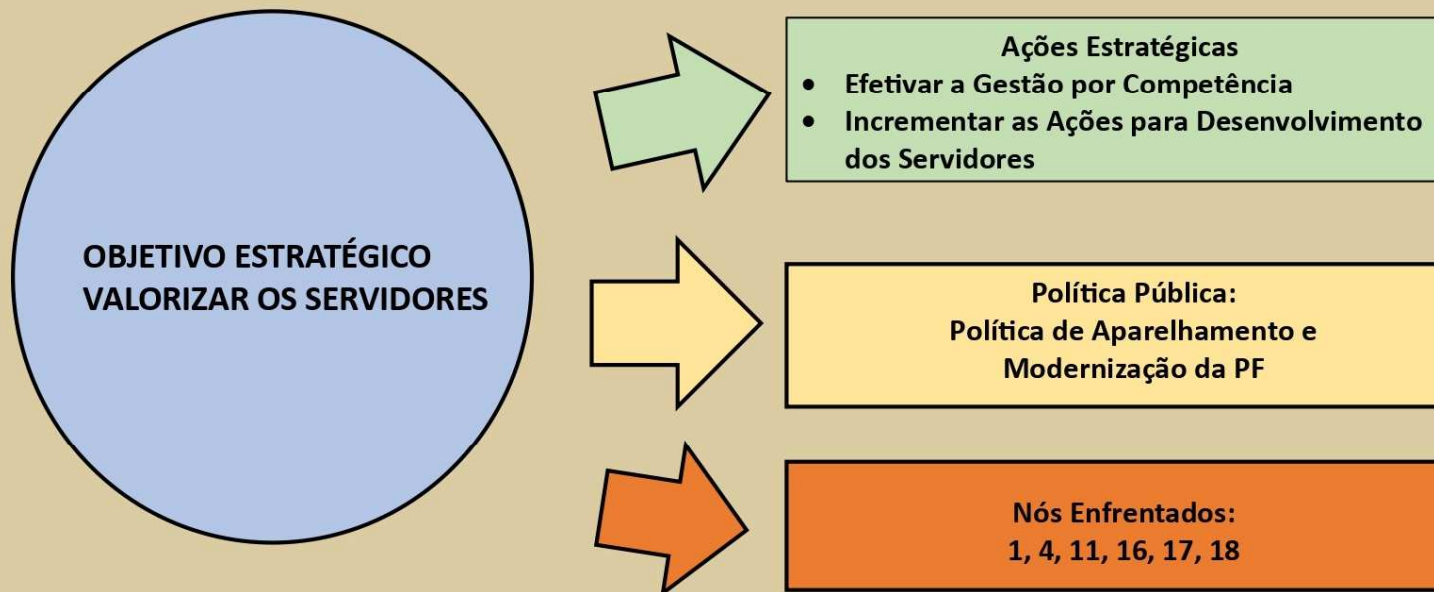 OBJETIVO ESTRATÉGICO
VALORIZAR OS SERVIDORES
Ações Estratégicas
• Efetivar a Gestão por Competência
• Incrementar as Ações para Desenvolvimento
dos Servidores
Política Pública:
Política de Aparelhamento e
Modernização da PF
Nós Enfrentados:
1, 4, 11, 16, 17, 18